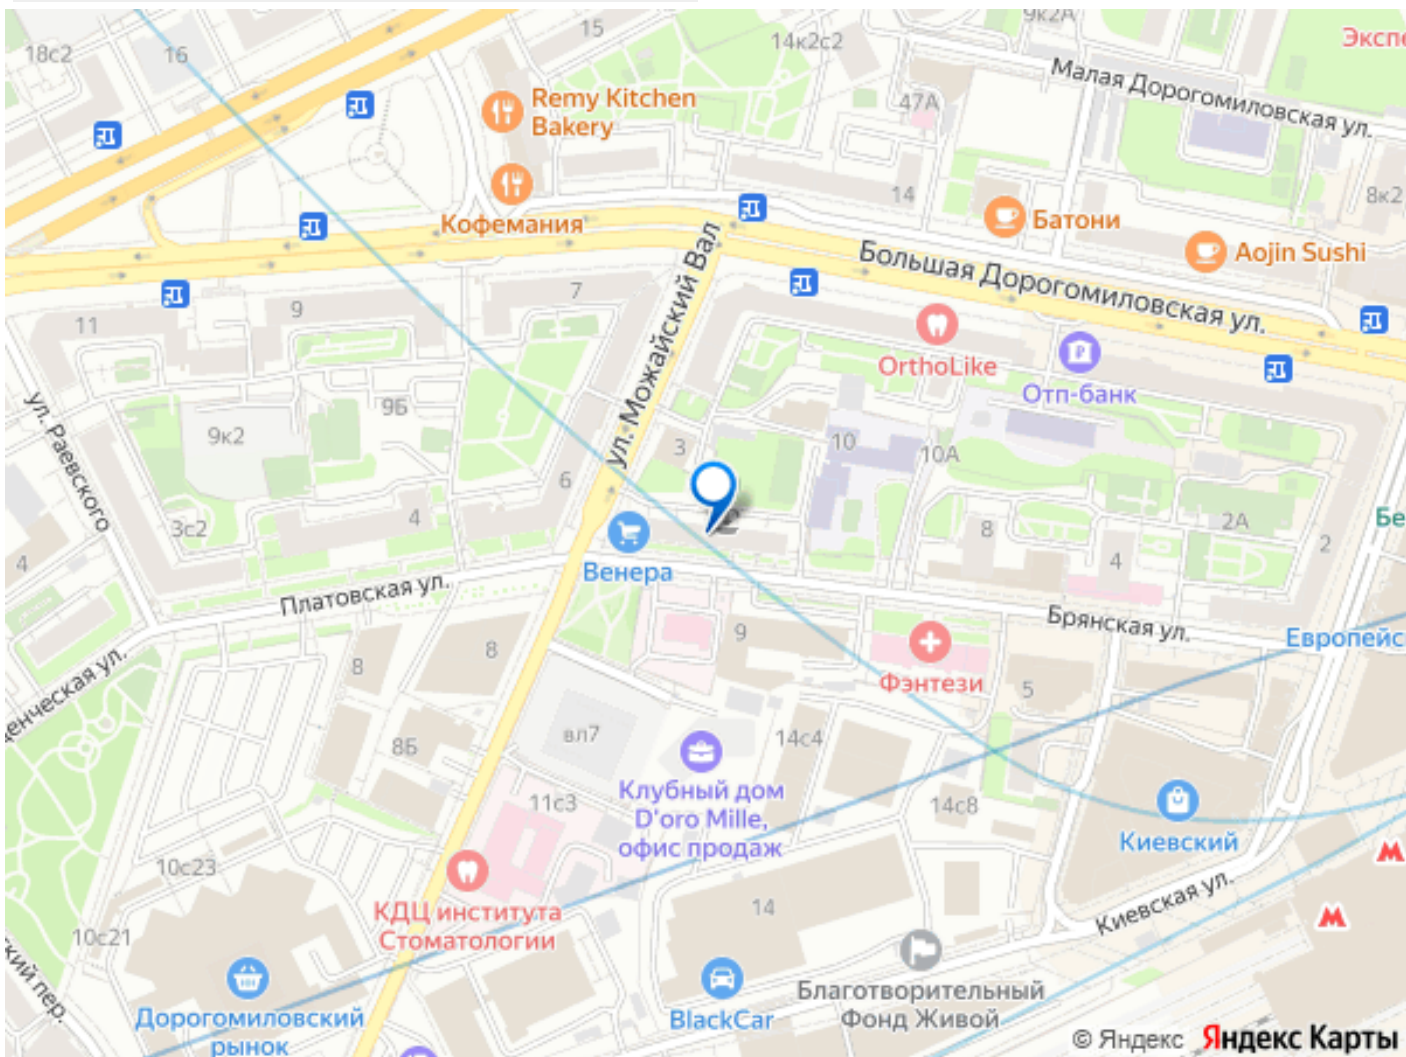 18с2
16
15
14к2с2
9к2А
Экспе
Малая Дорогомиловская ул.
Remy Kitchen
Bakery
47А
14
8к2
Кофемания
Батони
Aojin Sushi
Большая Дорогомиловская ул.
ул. Можайский Вал
11
9
7
OrthoLike
Отп-банк
ул. Раевского
9Б
9к2
3
10
10А
6
3с2
4
4
2
8
4
2А
2
Бе
Венера
Платовская ул.
Брянская ул.
Европейс
9
Фэнтези
8
8
5
енческая ул.
вл7
8Б
14с4
Клубный дом
D'oro Mille,
офис продаж
11с3
14с8
Киевский
10с23
КДЦ института
Стоматологии
14
Киевская ул.
10с21
ский пер.
Дорогомиловский
рынок
BlackCar
Благотворительный
Фонд Живой
© Яндекс Яндекс Карты